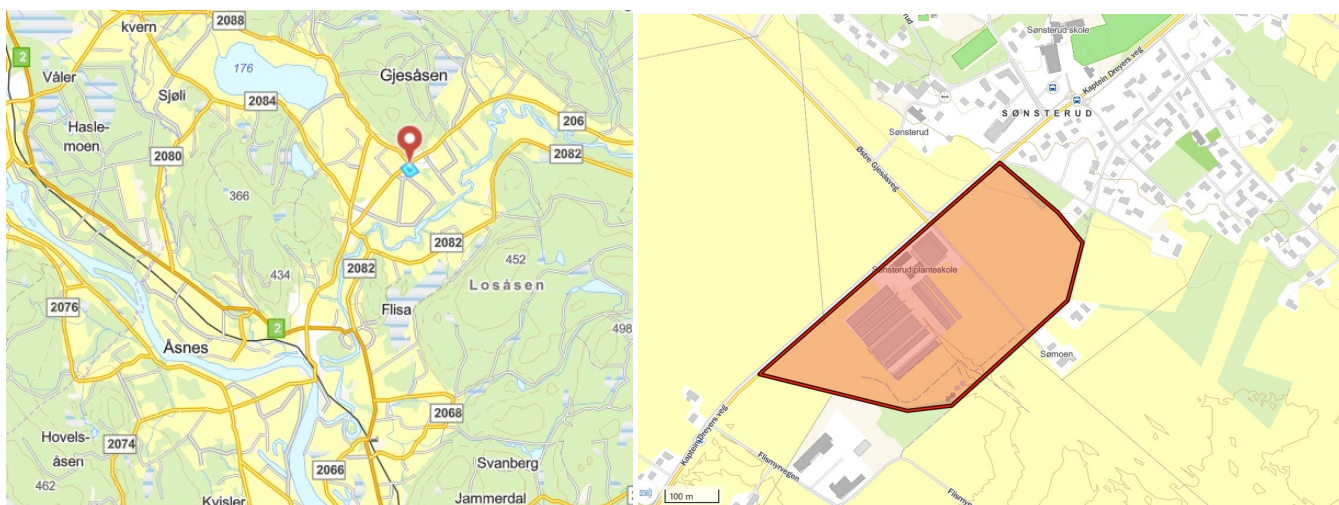 2088
kvern
2
Våler
176
Gjesåsen
Sjøli
2084
206
Hasle-
moen
2080
2082
366
2082
452
434
2082
Losåsen
2076
Flisa
2
498
Åsnes
2068
2074
Hovels-
åsen
2066
462
Svanberg
Kvisler
Jammerdal
Sønsterud skole
Kaptein Dreyers veg
SØNSTERUD
Sønsterud
Østre Gjesåsveg
Sønsterud planteskole
Sømoen
Kaptein Dreyers veg
Flismyrvegen
100 m